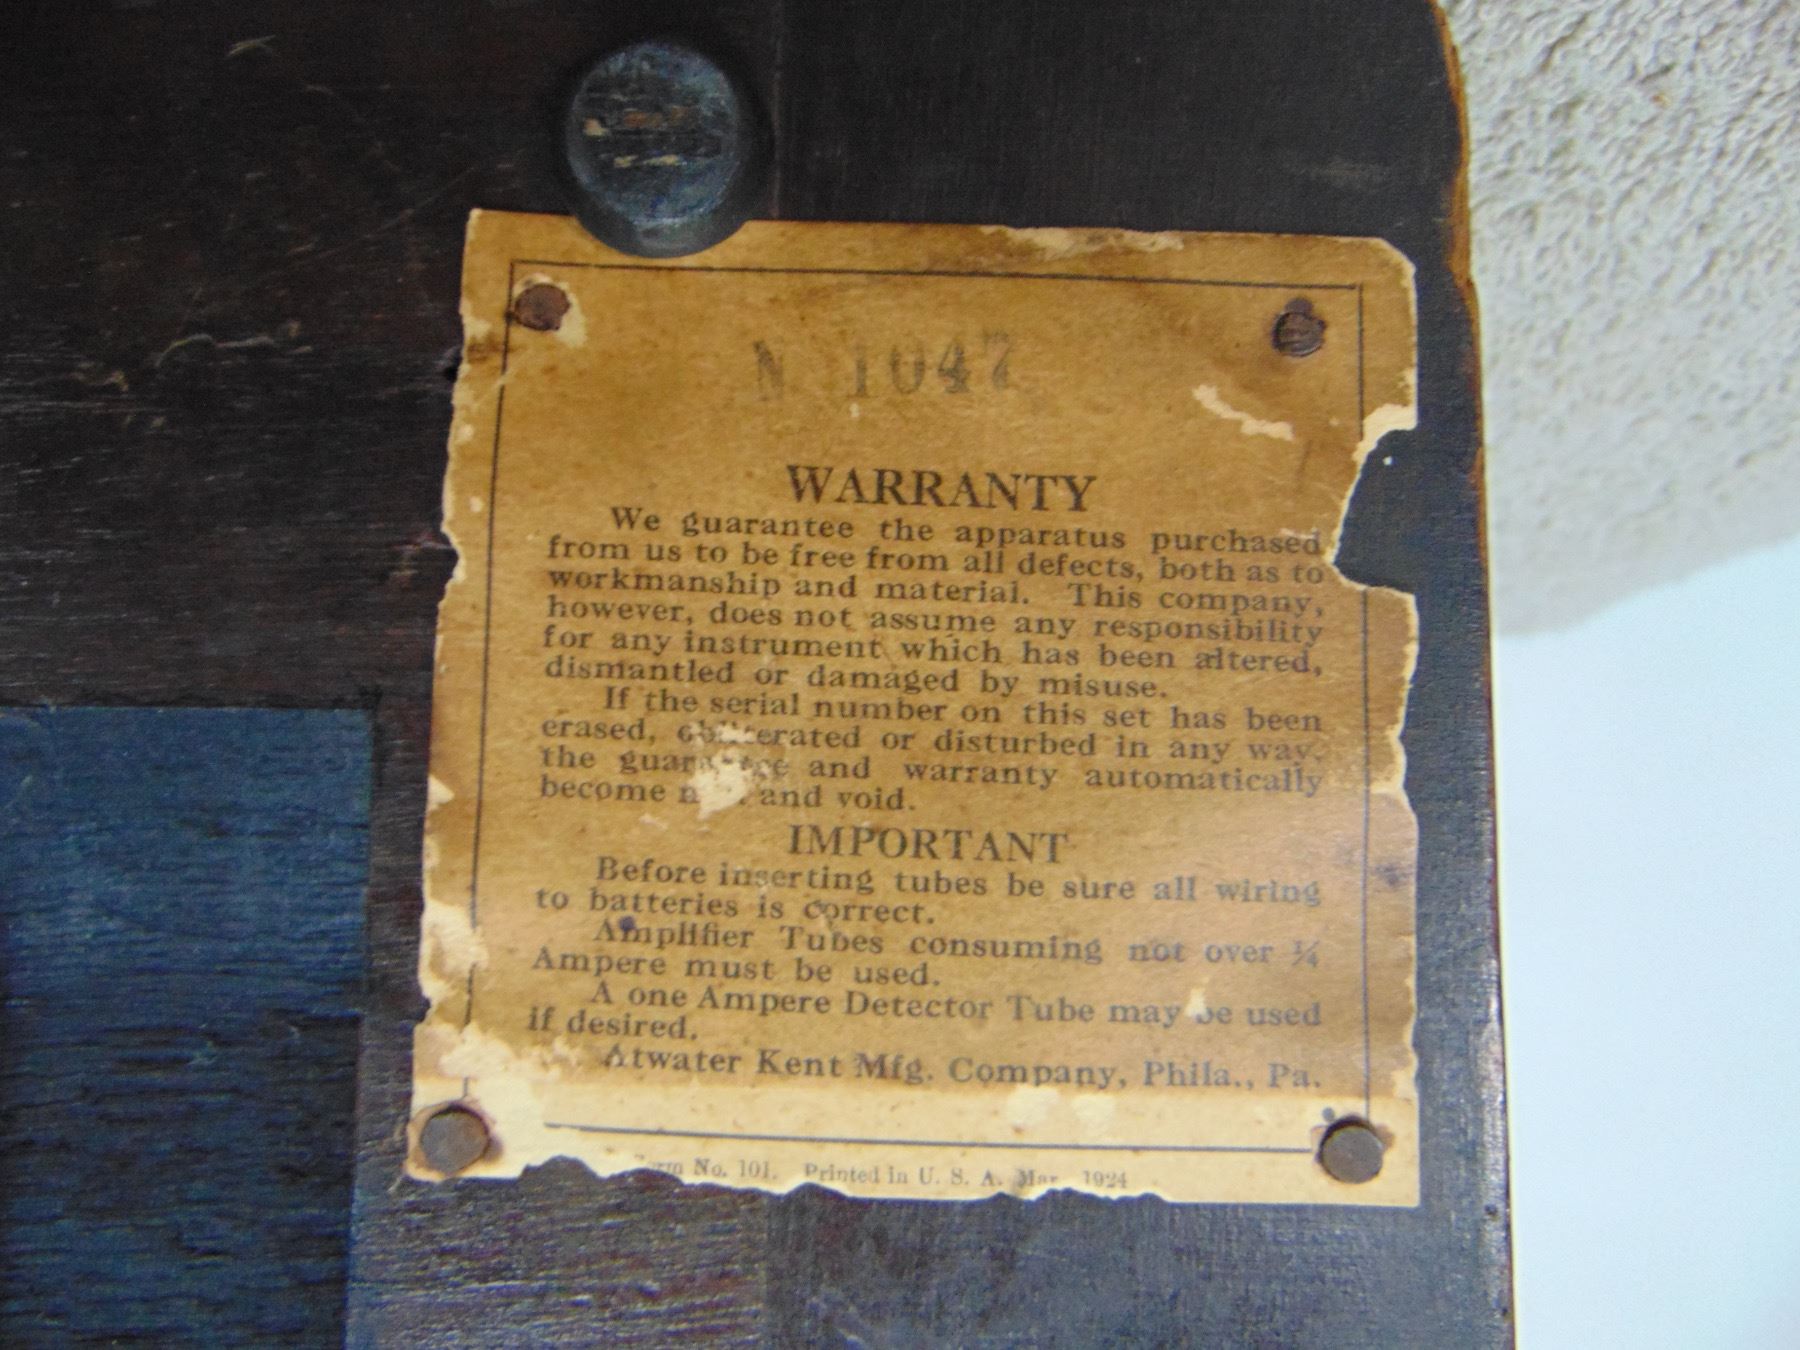 N 1047
WARRANTY
We guarantee the apparatus purchased
from us to be free from all defects, both as to
workmanship and material. This company,
however, does not assume any responsibility
for any instrument which has been altered,
dismantled or damaged by misuse.
If the serial number on this set has been
erased, obliterated or disturbed in any way,
the guarantee and warranty automatically
become and void.
IMPORTANT
Before inserting tubes be sure all wiring
to batteries is correct.
Amplifier Tubes consuming not over ¼
Ampere must be used.
A one Ampere Detector Tube may be used
if desired.
Atwater Kent Mfg. Company, Phila., Pa.
Form No. 101. Printed in U. S. A. Mar. 1924